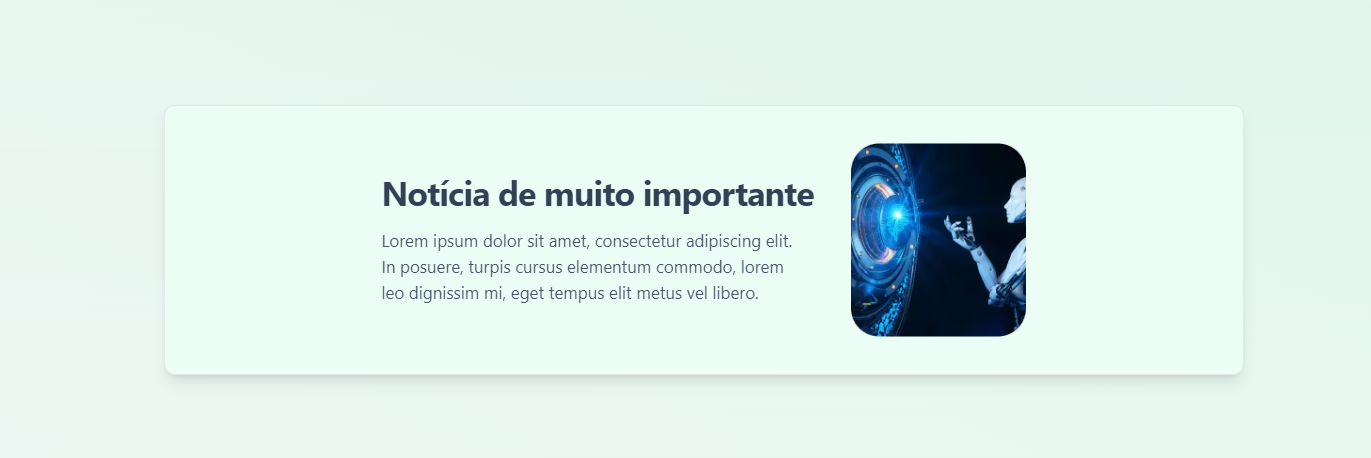 Notícia de muito importante
Lorem ipsum dolor sit amet, consectetur adipiscing elit.
In posuere, turpis cursus elementum commodo, lorem
leo dignissim mi, eget tempus elit metus vel libero.